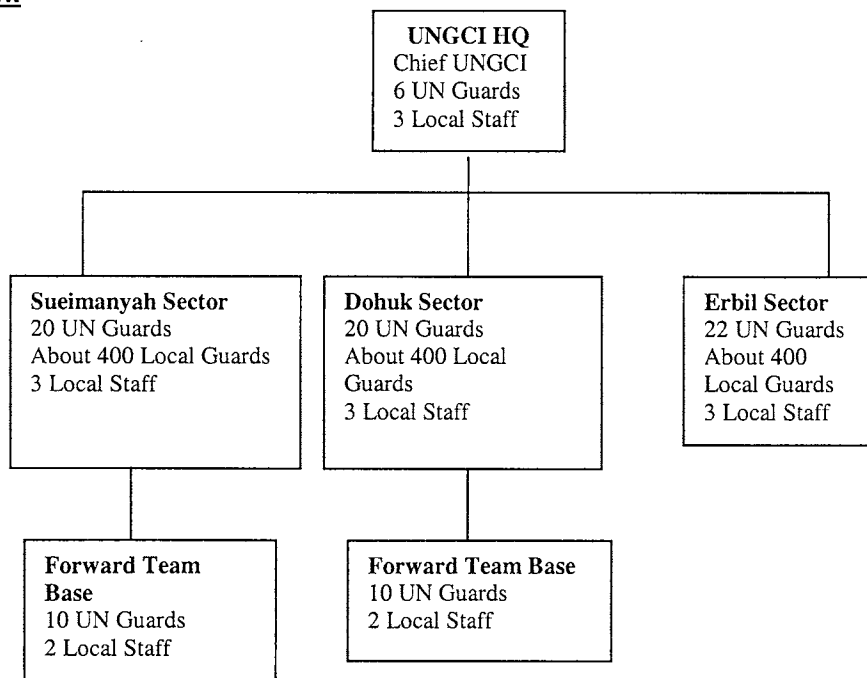 UNGCI HQ
Chief UNGCI
6 UN Guards
3 Local Staff
Sueimanyah Sector
20 UN Guards
About 400 Local Guards
3 Local Staff
Dohuk Sector
20 UN Guards
About 400 Local
Guards
3 Local Staff
Erbil Sector
22 UN Guards
About 400
Local Guards
3 Local Staff
Forward Team
Base
10 UN Guards
2 Local Staff
Forward Team Base
10 UN Guards
2 Local Staff